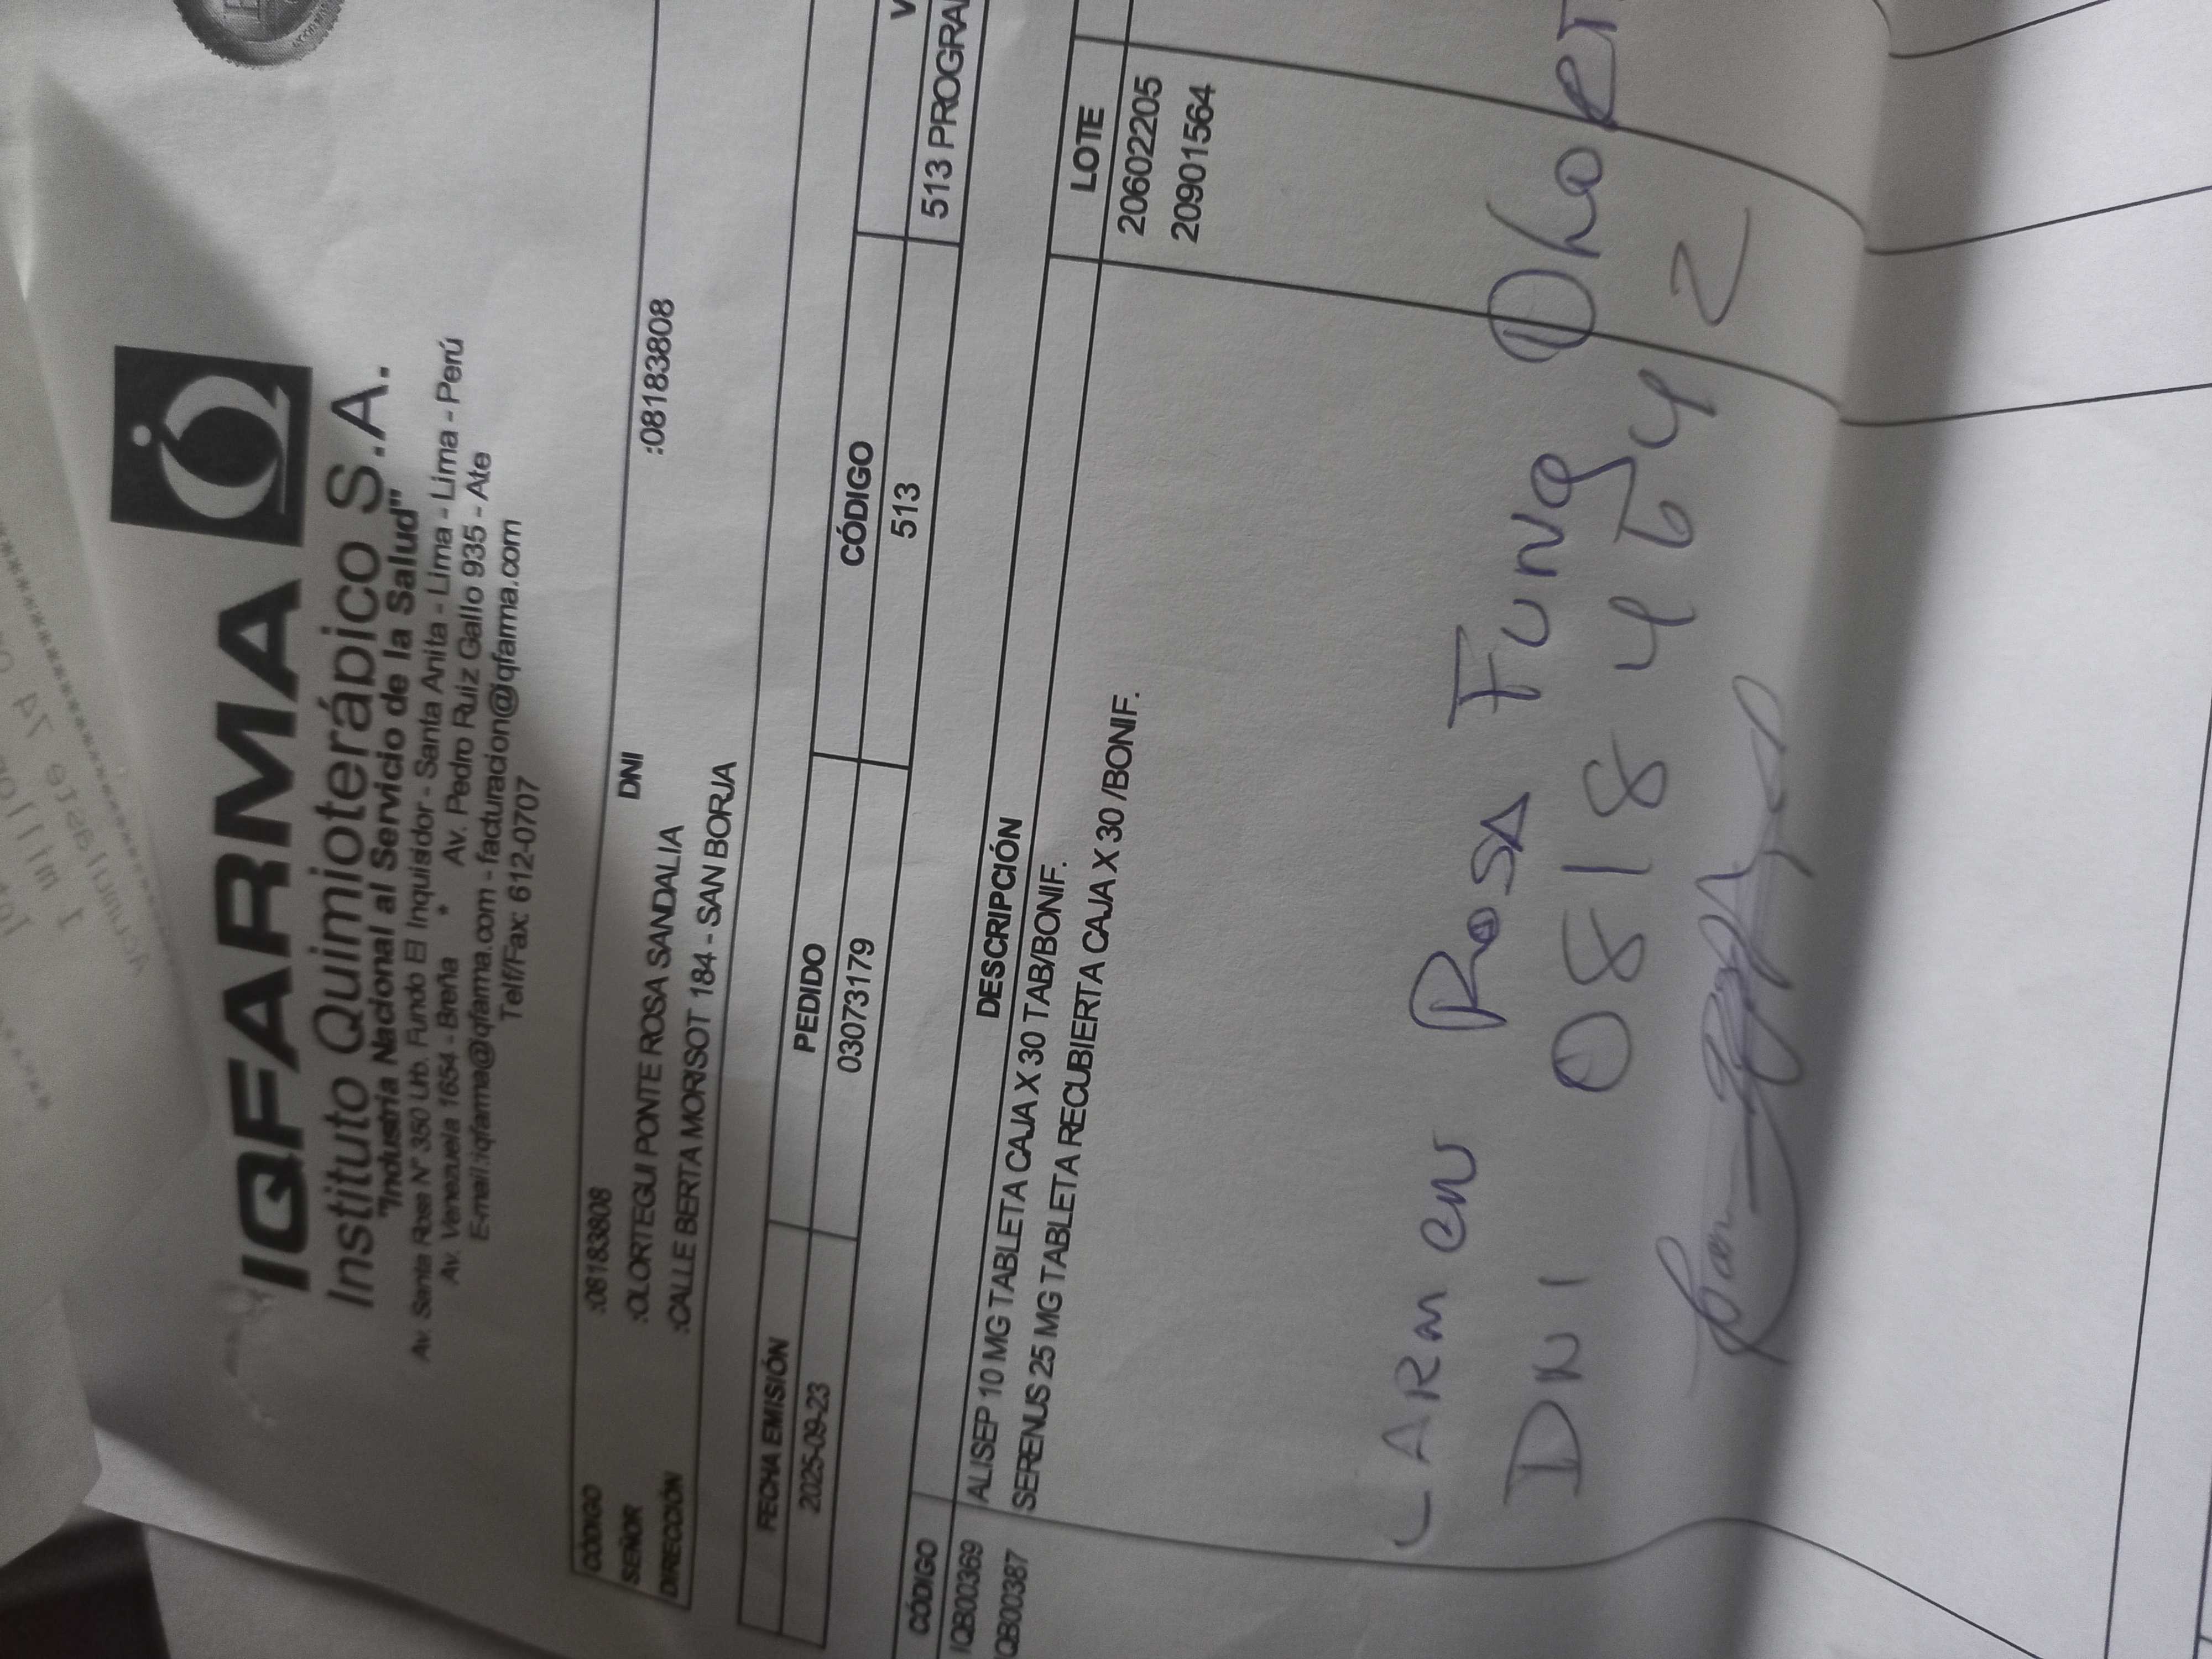 IQFARMA
Instituto Quimioterápico S.A.
"Industria Nacional al Servicio de la Salud"
Av. Santa Rosa N° 350 Urb. Fundo El Inquisidor - Santa Anita - Lima - Lima - Perú
Av. Venezuela 1654 - Breña * Av. Pedro Ruiz Gallo 935 - Ate
E-mail:iqfarma@qfarma.com - facturacion@qfarma.com
Telf/Fax: 612-0707
CÓDIGO :08183808
SEÑOR :OLORTEGUI PONTE ROSA SANDALIA DNI :08183808
DIRECCIÓN :CALLE BERTA MORISOT 184 - SAN BORJA
FECHA EMISIÓN PEDIDO CÓDIGO V
2025-09-23 03073179 513 513 PROGRA
CÓDIGO DESCRIPCIÓN LOTE
IQB00369 ALISEP 10 MG TABLETA CAJA X 30 TAB/BONIF. 20602205
QB00387 SERENUS 25 MG TABLETA RECUBIERTA CAJA X 30 /BONIF. 20901564
CARMEN ROSA Fung
DNI 08184642